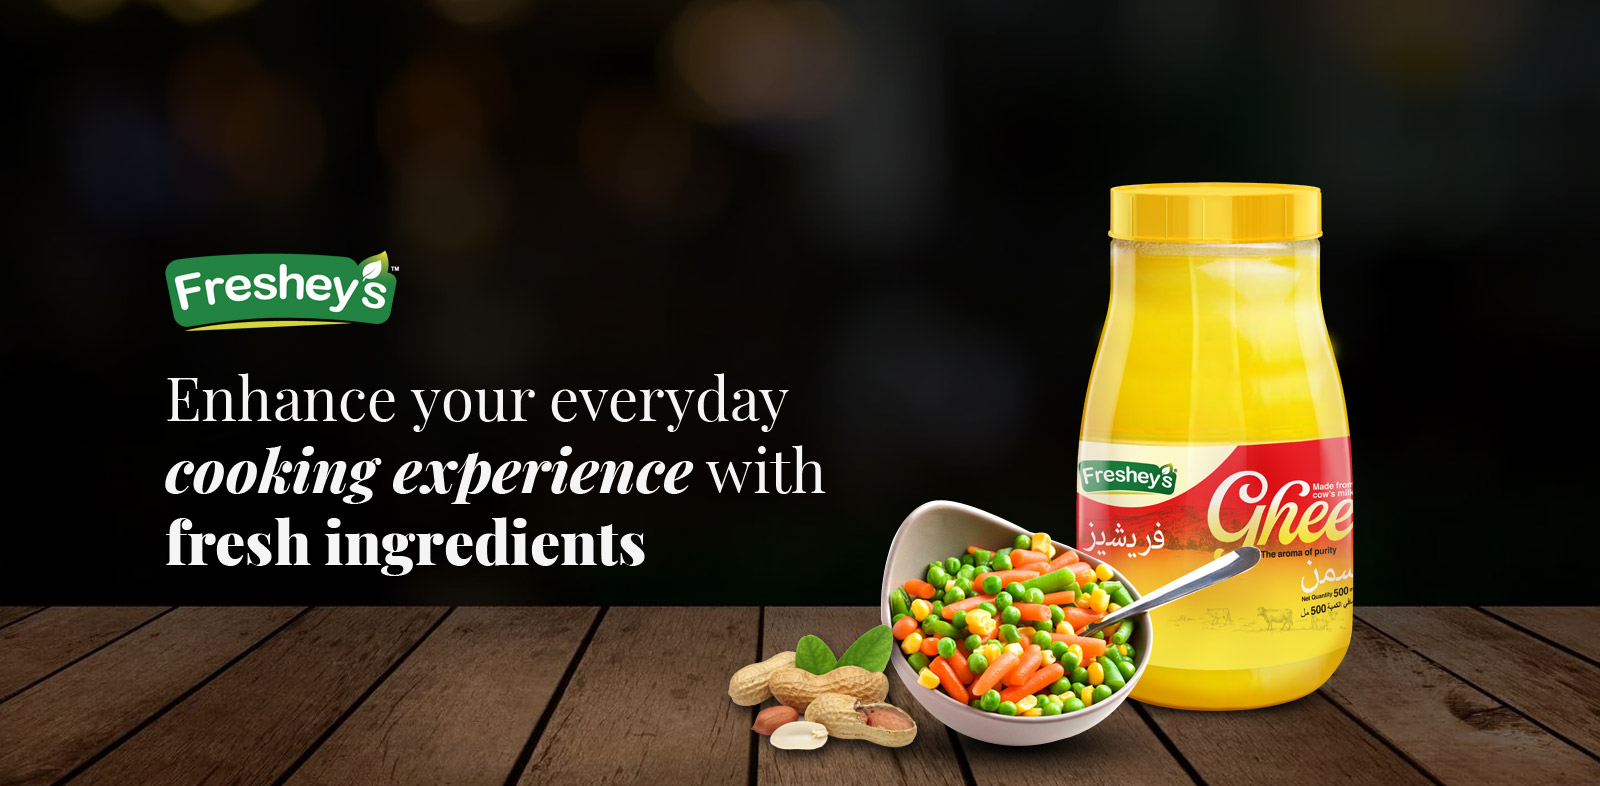 Freshey's™
Enhance your everyday
cooking experience with
fresh ingredients
Freshey's
فريشيز
Made from
cow's milk
Ghee
The aroma of purity
سمن
Net Quantity 500
الكمية 500 مل